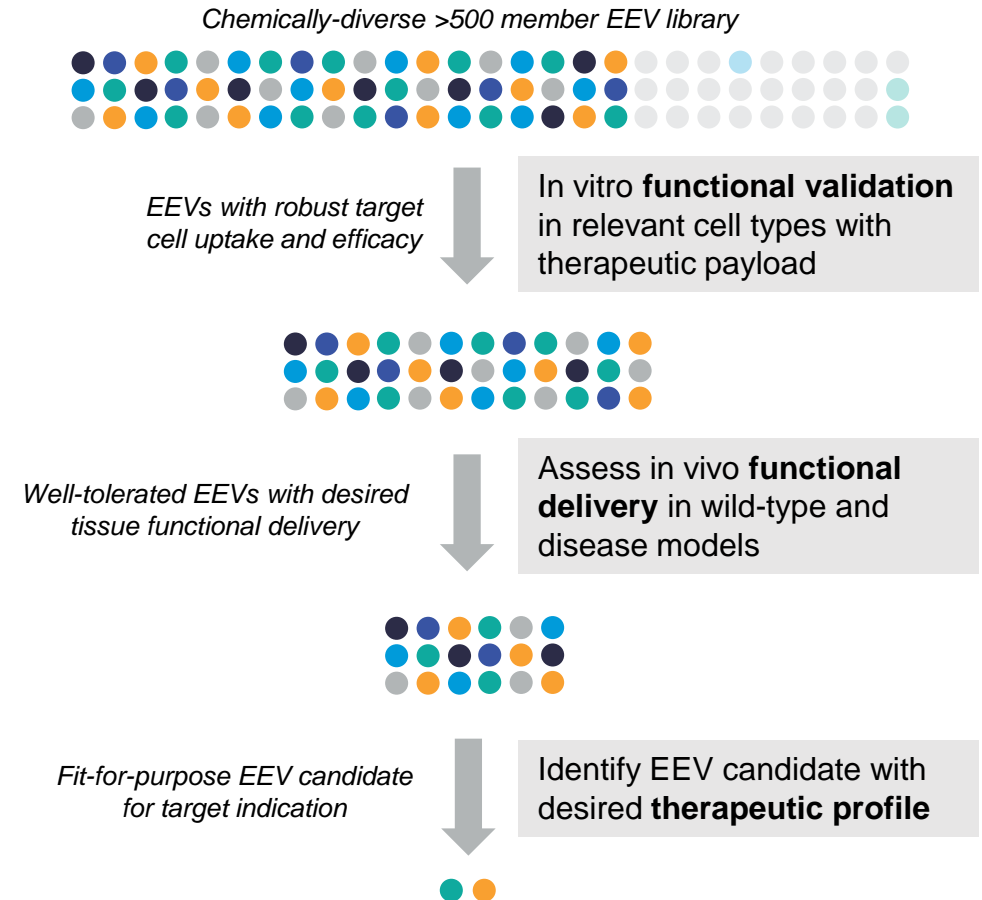 Chemically-diverse >500 member EEV library
EEVs with robust target
cell uptake and efficacy
In vitro functional validation
in relevant cell types with
therapeutic payload
Well-tolerated EEVs with desired
tissue functional delivery
Assess in vivo functional
delivery in wild-type and
disease models
Fit-for-purpose EEV candidate
for target indication
Identify EEV candidate with
desired therapeutic profile